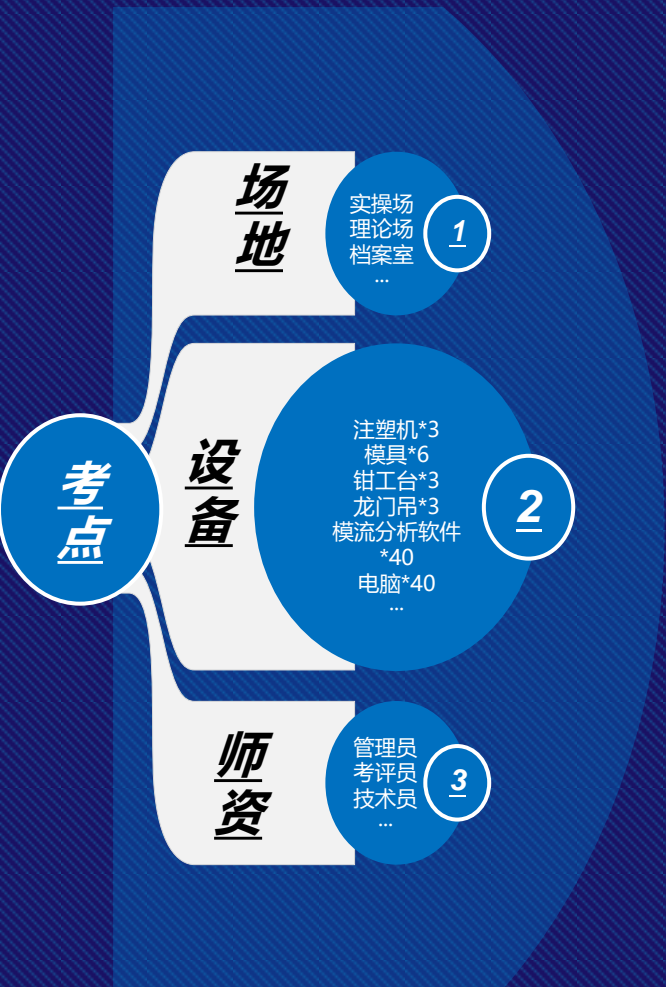 考点
场地
实操场
理论场
档案室
...
1
设备
注塑机*3
模具*6
钳工台*3
龙门吊*3
模流分析软件
*40
电脑*40
...
2
师资
管理员
考评员
技术员
...
3